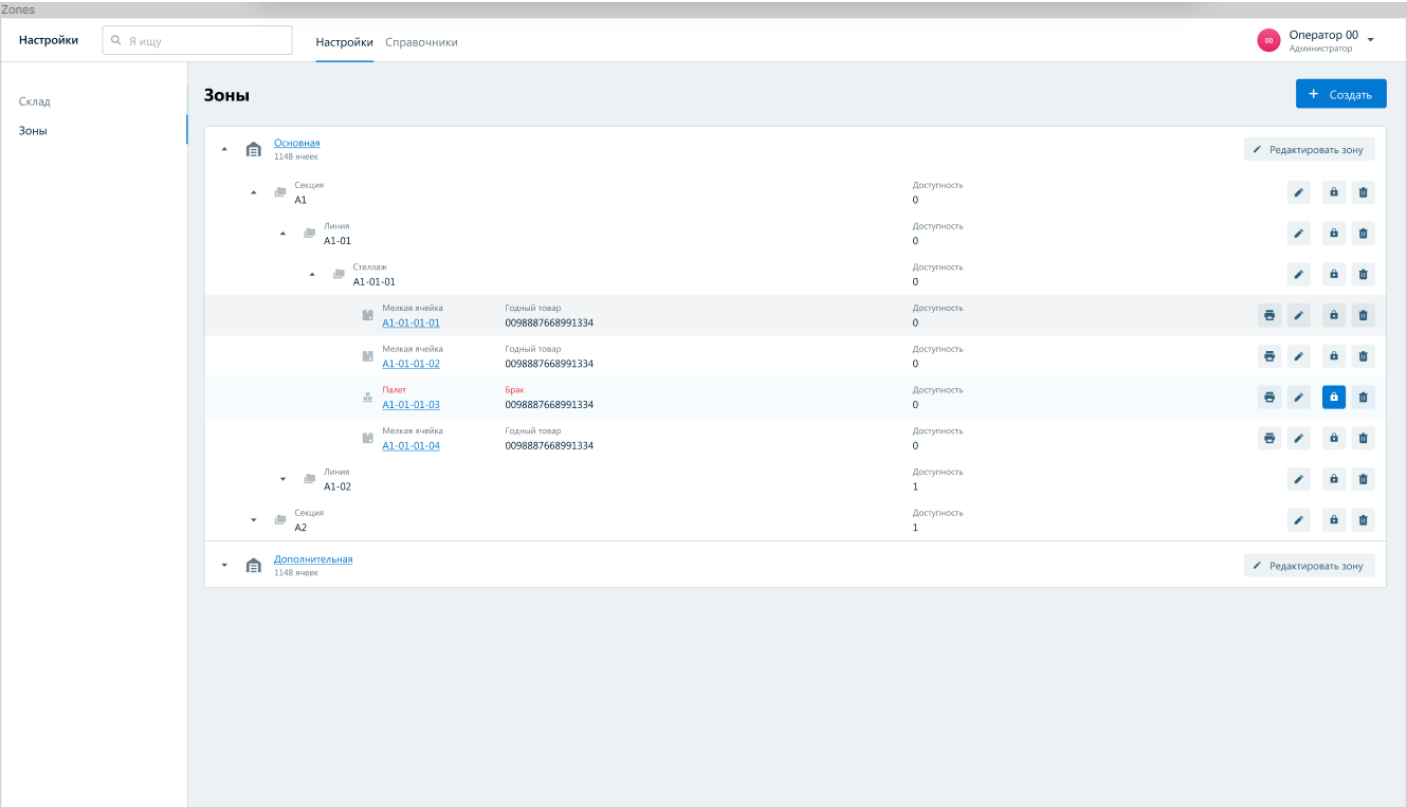 Zones
Настройки
Я ищу
Настройки Справочники
00
Оператор 00
Администратор
Склад
Зоны
Зоны
+ Создать
Основная
1148 ячеек
Редактировать зону
Секция
A1
Доступность
0
Линия
A1-01
Доступность
0
Стеллаж
A1-01-01
Доступность
0
Мелкая ячейка
A1-01-01-01
Годный товар
0098887668991334
Доступность
0
Мелкая ячейка
A1-01-01-02
Годный товар
0098887668991334
Доступность
0
Палет
A1-01-01-03
Брак
0098887668991334
Доступность
0
Мелкая ячейка
A1-01-01-04
Годный товар
0098887668991334
Доступность
0
Линия
A1-02
Доступность
1
Секция
A2
Доступность
1
Дополнительная
1148 ячеек
Редактировать зону